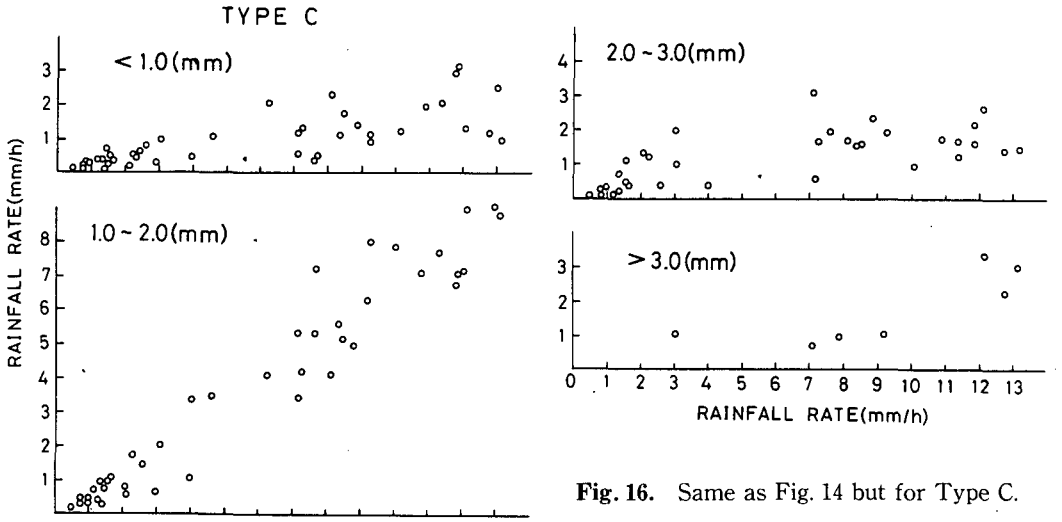 TYPE C
RAINFALL RATE(mm/h)
< 1.0(mm)
3
2
1
1.0 ~ 2.0(mm)
8
7
6
5
4
3
2
1
2.0 ~ 3.0(mm)
4
3
2
1
> 3.0(mm)
3
2
1
0 1 2 3 4 5 6 7 8 9 10 11 12 13
RAINFALL RATE(mm/h)
Fig. 16. Same as Fig. 14 but for Type C.